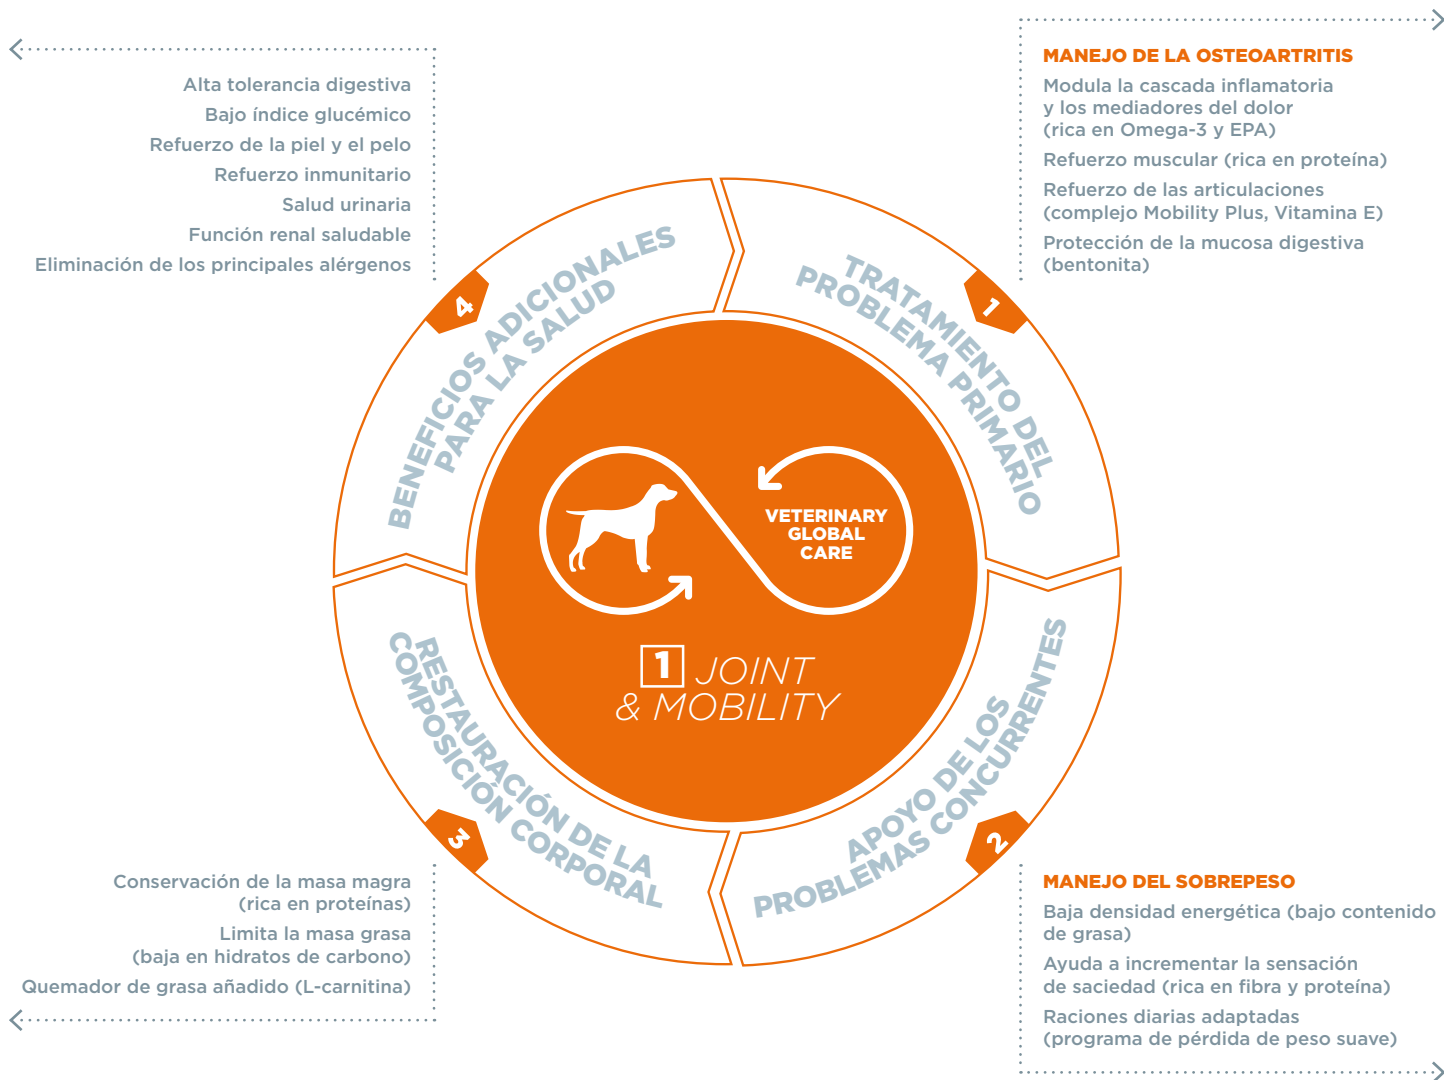 MANEJO DE LA OSTEOARTRITIS
Modula la cascada inflamatoria
y los mediadores del dolor
(rica en Omega-3 y EPA)
Refuerzo muscular (rica en proteína)
Refuerzo de las articulaciones
(complejo Mobility Plus, Vitamina E)
Protección de la mucosa digestiva
(bentonita)
Alta tolerancia digestiva
Bajo índice glucémico
Refuerzo de la piel y el pelo
Refuerzo inmunitario
Salud urinaria
Función renal saludable
Eliminación de los principales alérgenos
4
BENEFICIOS ADICIONALES
PARA LA SALUD
1
TRATAMIENTO DEL
PROBLEMA PRIMARIO
VETERINARY
GLOBAL
CARE
1 JOINT
& MOBILITY
3
RESTAURACIÓN DE LA
COMPOSICIÓN CORPORAL
2
APOYO DE LOS
PROBLEMAS CONCURRENTES
Conservación de la masa magra
(rica en proteínas)
Limita la masa grasa
(baja en hidratos de carbono)
Quemador de grasa añadido (L-carnitina)
MANEJO DEL SOBREPESO
Baja densidad energética (bajo contenido
de grasa)
Ayuda a incrementar la sensación
de saciedad (rica en fibra y proteína)
Raciones diarias adaptadas
(programa de pérdida de peso suave)